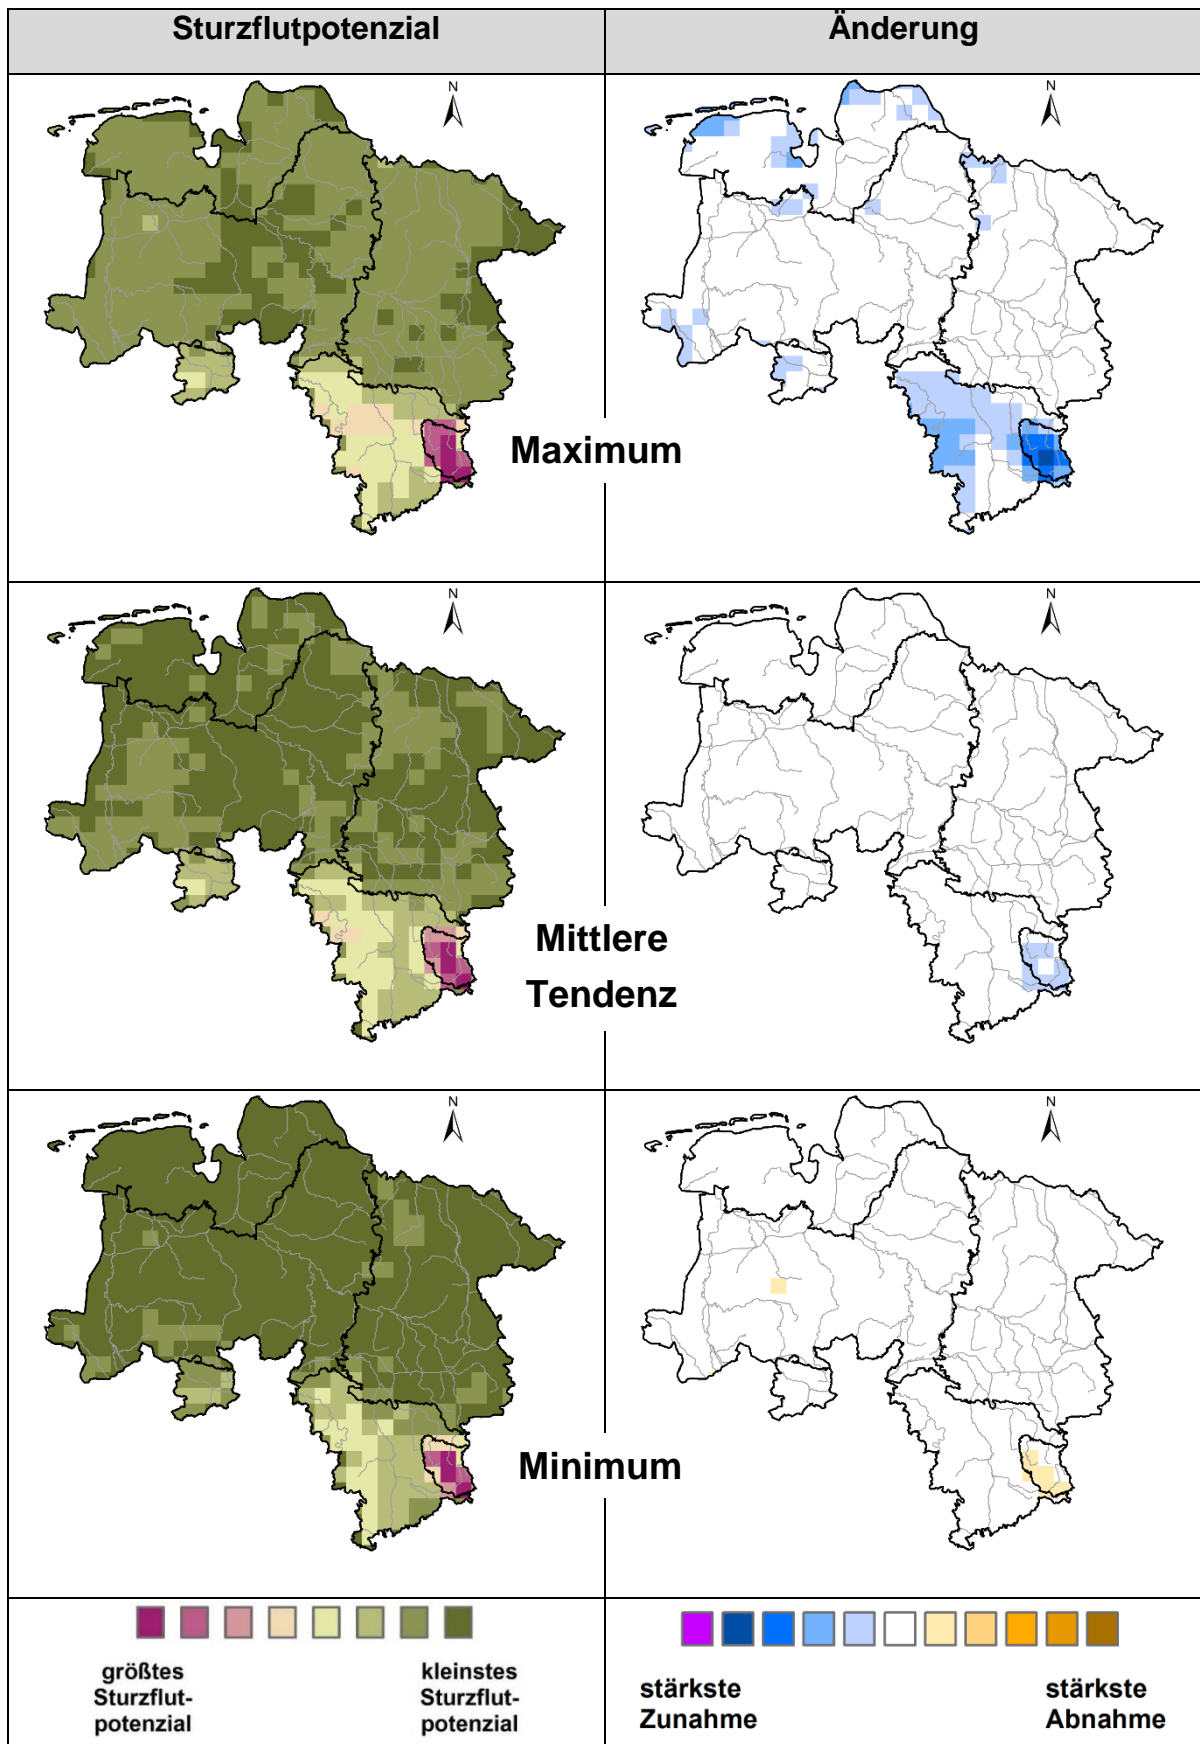 Sturzflutpotenzial
Änderung
N
N
Maximum
N
N
Mittlere
Tendenz
N
N
Minimum
größtes
Sturzflut-
potenzial
kleinstes
Sturzflut-
potenzial
stärkste
Zunahme
stärkste
Abnahme